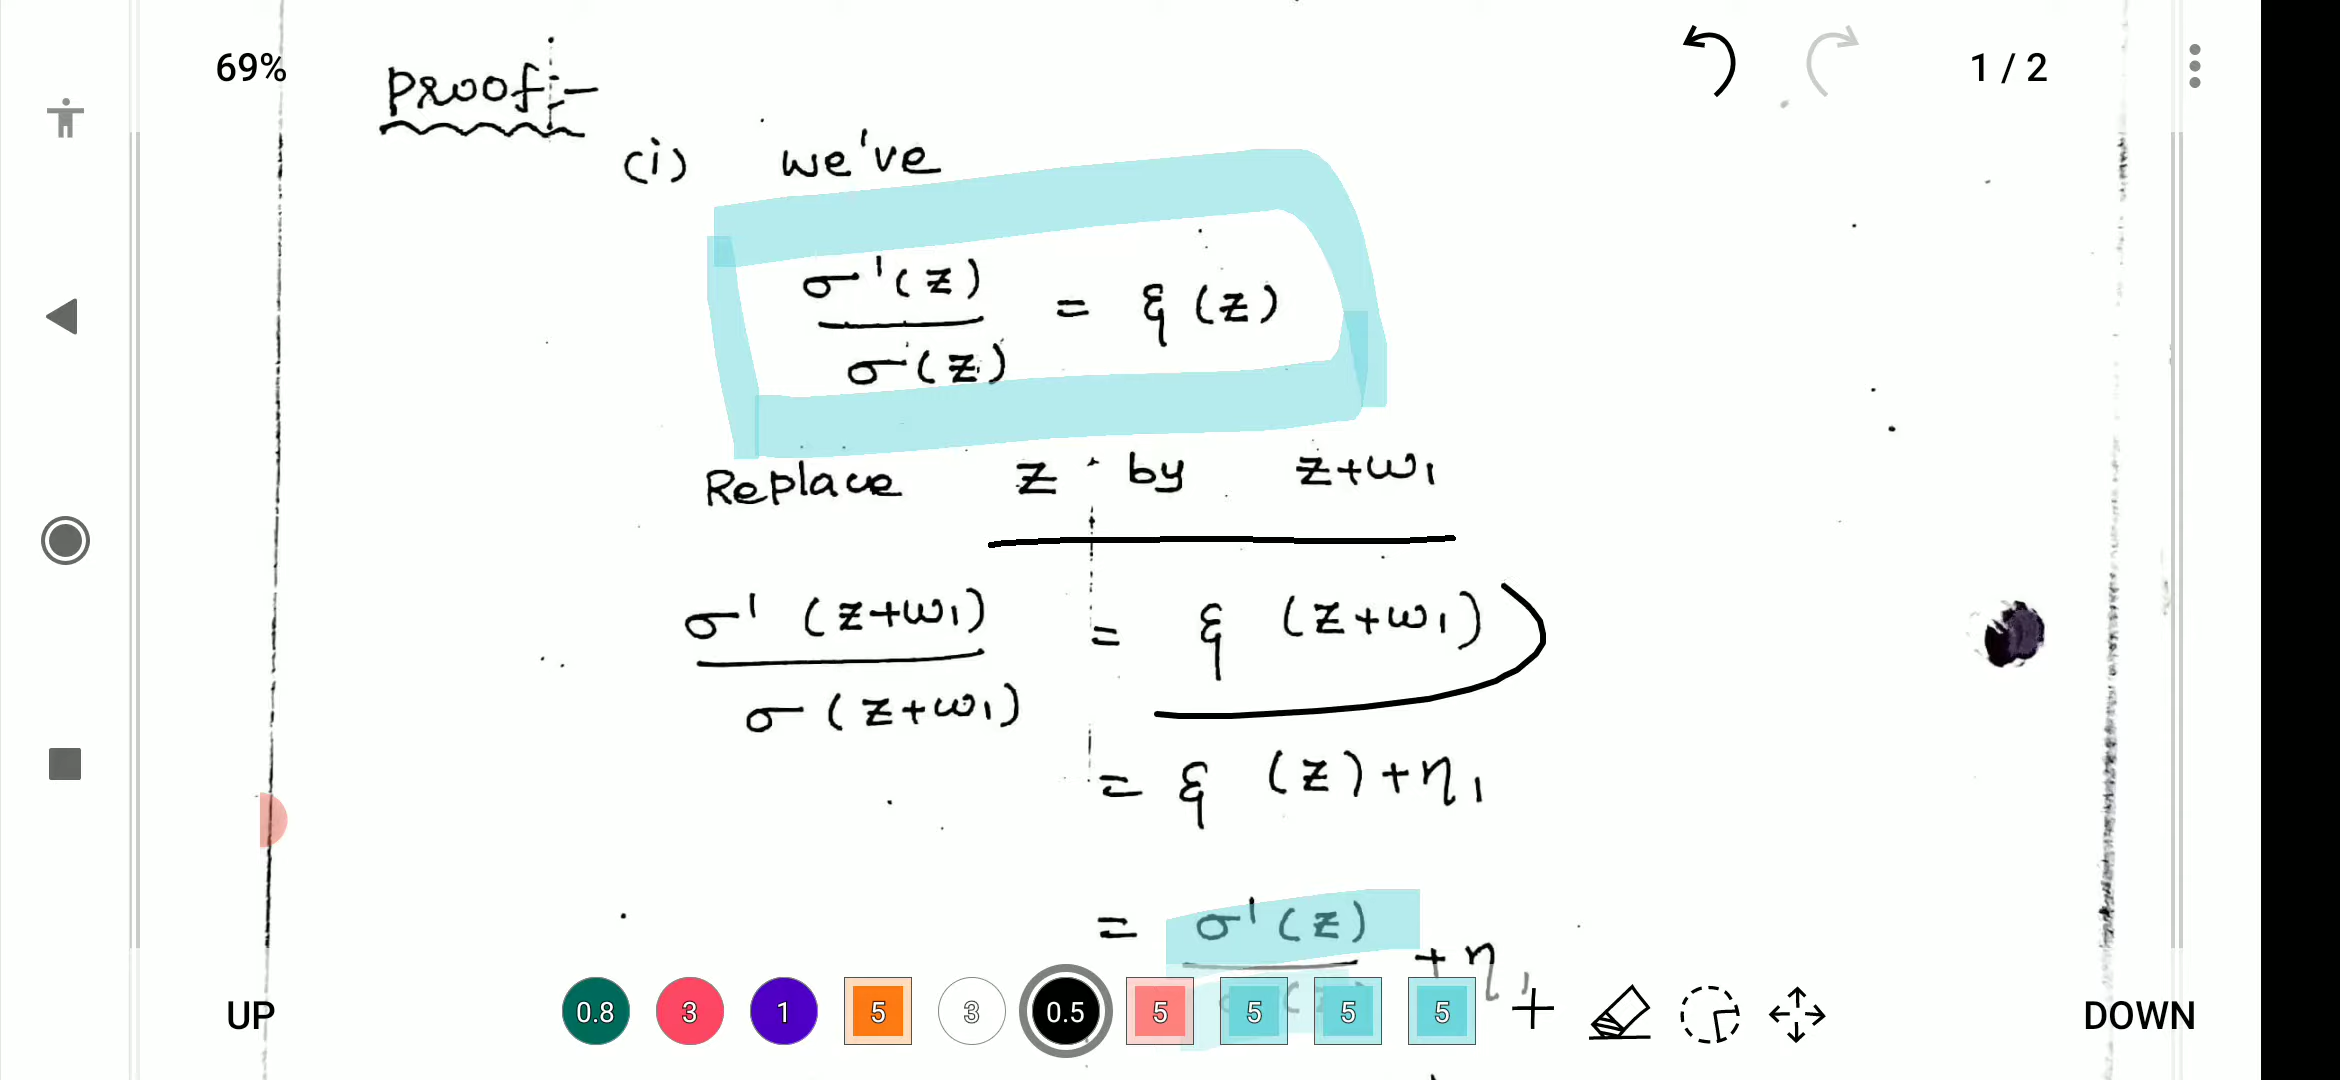 69%
1 / 2
Proof:-
(i) we've
σ'(z)
= ξ (z)
σ(z)
Replace z by z+ω1
σ' (z+ω1)
= ξ (z+ω1)
σ (z+ω1)
= ξ (z)+η1
= σ'(z)
+ η1
UP
0.8 3 1 5 3 0.5 5 5 5 5
DOWN